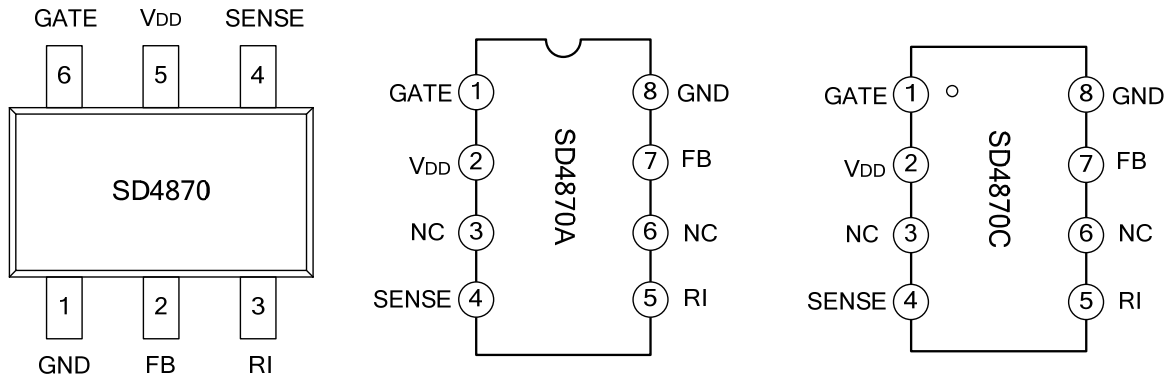 GATE VDD SENSE
6 5 4
SD4870
1 2 3
GND FB RI
GATE 1 8 GND
VDD 2 7 FB
NC 3 6 NC
SENSE 4 5 RI
SD4870A
GATE 1 8 GND
VDD 2 7 FB
NC 3 6 NC
SENSE 4 5 RI
SD4870C